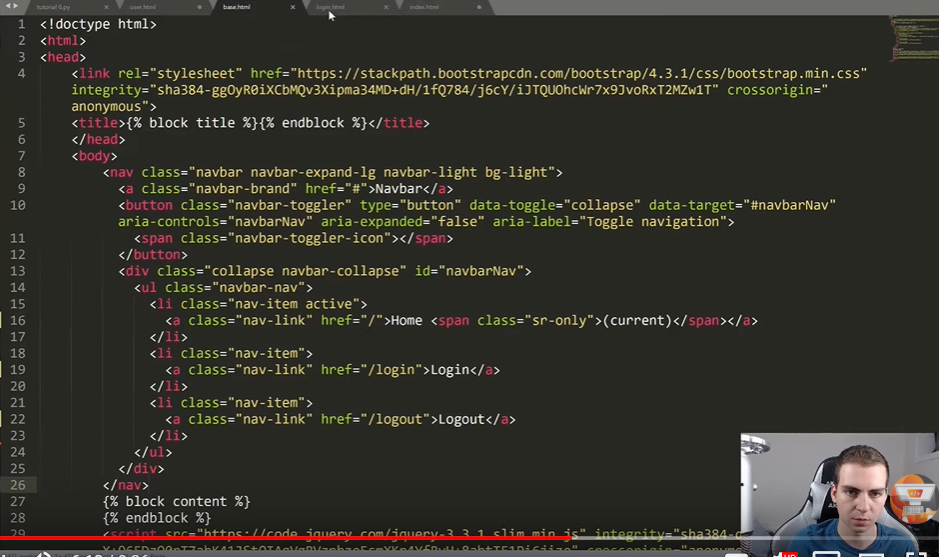 tutorial 6.py user.html base.html login.html index.html
1 <!doctype html>
2 <html>
3 <head>
4 <link rel="stylesheet" href="https://stackpath.bootstrapcdn.com/bootstrap/4.3.1/css/bootstrap.min.css"
integrity="sha384-ggOyR0iXCbMQv3Xipma34MD+dH/1fQ784/j6cY/iJTQUOhcWr7x9JvoRxT2MZw1T" crossorigin="
anonymous">
5 <title>{% block title %}{% endblock %}</title>
6 </head>
7 <body>
8 <nav class="navbar navbar-expand-lg navbar-light bg-light">
9 <a class="navbar-brand" href="#">Navbar</a>
10 <button class="navbar-toggler" type="button" data-toggle="collapse" data-target="#navbarNav"
aria-controls="navbarNav" aria-expanded="false" aria-label="Toggle navigation">
11 <span class="navbar-toggler-icon"></span>
12 </button>
13 <div class="collapse navbar-collapse" id="navbarNav">
14 <ul class="navbar-nav">
15 <li class="nav-item active">
16 <a class="nav-link" href="/">Home <span class="sr-only">(current)</span></a>
17 </li>
18 <li class="nav-item">
19 <a class="nav-link" href="/login">Login</a>
20 </li>
21 <li class="nav-item">
22 <a class="nav-link" href="/logout">Logout</a>
23 </li>
24 </ul>
25 </div>
26 </nav>
27 {% block content %}
28 {% endblock %}
29 <script src="https://code.jquery.com/jquery-3.3.1.slim.min.js" integrity="sha384-
HD